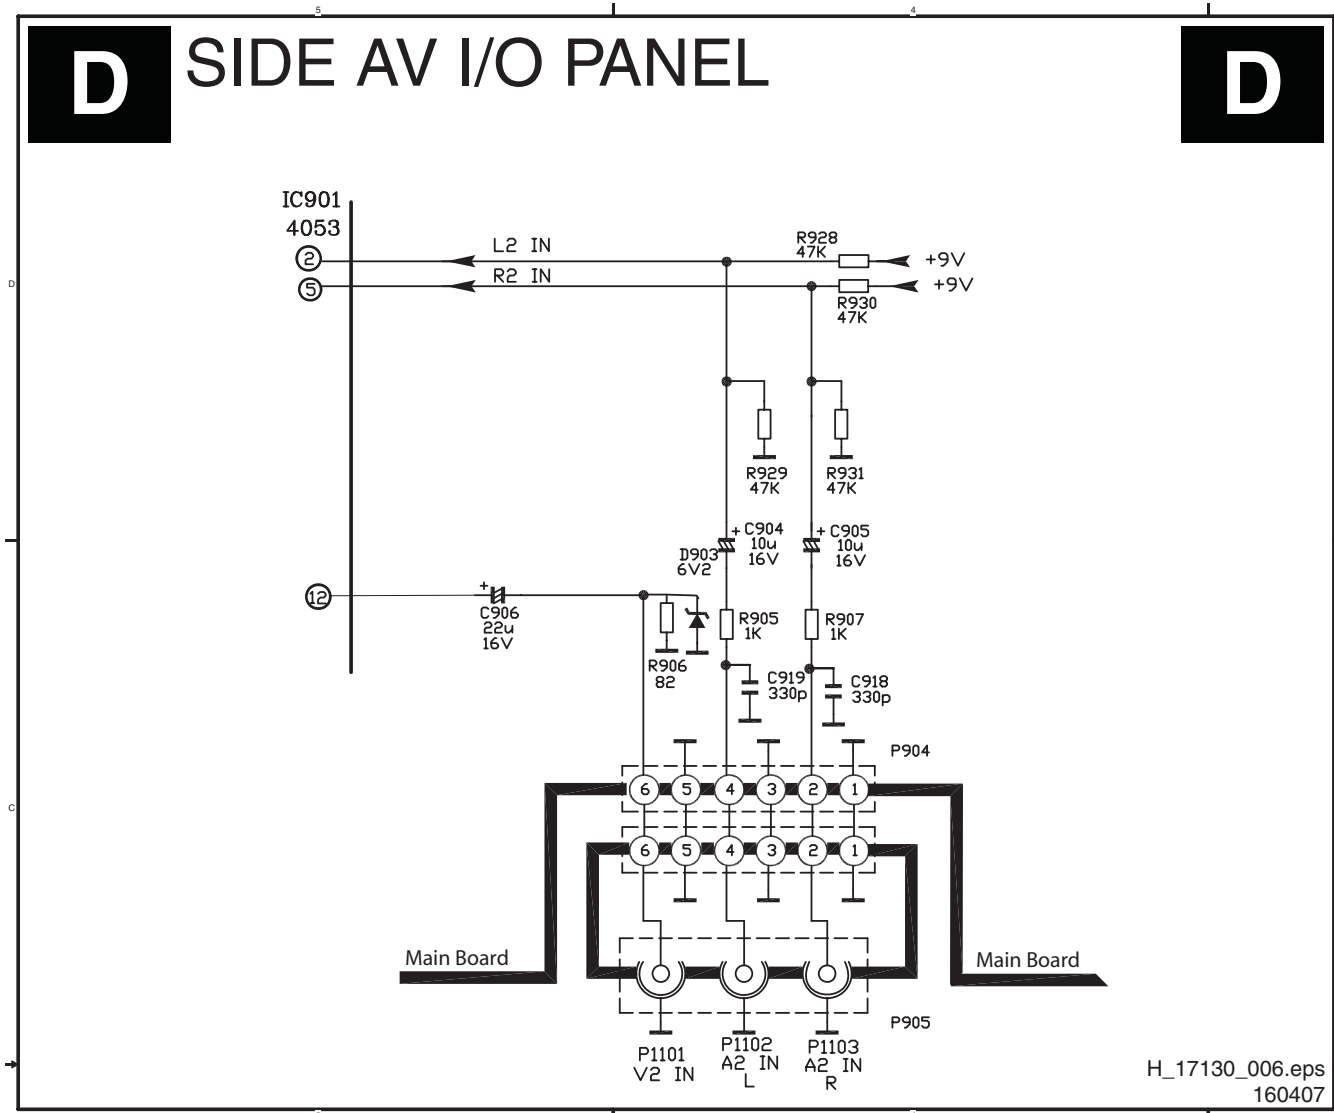 5
4
D
SIDE AV I/O PANEL
D
IC901
4053
2
L2 IN
R928
47K
+9V
D
5
R2 IN
+9V
R930
47K
R929
47K
R931
47K
+ C904
10u
16V
+ C905
10u
16V
D903
6V2
12
+
C906
22u
16V
R905
1K
R907
1K
R906
82
C919
330p
C918
330p
P904
C
6 5 4 3 2 1
6 5 4 3 2 1
Main Board
Main Board
P905
P1101
V2 IN
P1102
A2 IN
L
P1103
A2 IN
R
H_17130_006.eps
160407
5
4